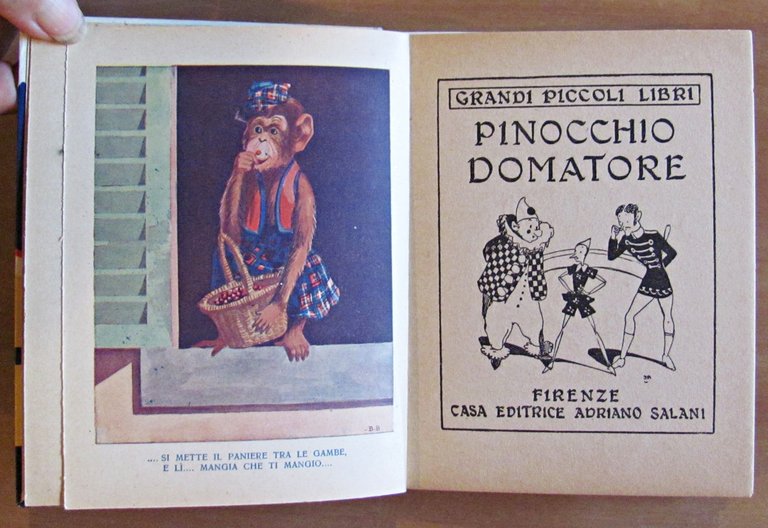 -B-B
.... SI METTE IL PANIERE TRA LE GAMBE,
E LÌ.... MANGIA CHE TI MANGIO....
GRANDI PICCOLI LIBRI
PINOCCHIO
DOMATORE
FIRENZE
CASA EDITRICE ADRIANO SALANI